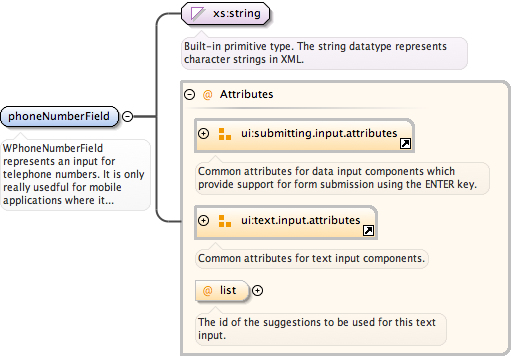 xs:string
Built-in primitive type. The string datatype represents
character strings in XML.
@ Attributes
phoneNumberField
ui:submitting.input.attributes
WPhoneNumberField
represents an input for
telephone numbers. It is only
really usedful for mobile
applications where it...
Common attributes for data input components which
provide support for form submission using the ENTER key.
ui:text.input.attributes
Common attributes for text input components.
@ list
The id of the suggestions to be used for this text
input.